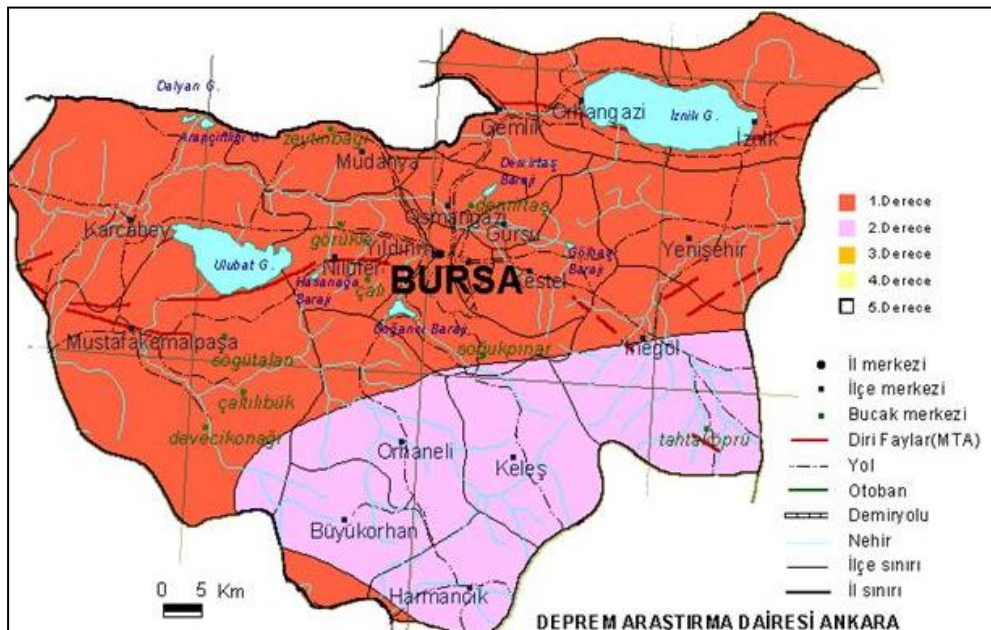 Dalyan G.
Arapçiftliği G.
zeytinbağı
Mudanya
Gemlik
Orhangazi
İznik G.
İznik
Demirtaş
Barajı
Osmangazi
demirtaş
Gürsu
Karcabey
Ulubat G.
görükle
Yıldırım
Nilüfer
BURSA
Hasanağa
Barajı
çalı
Kestel
Gölbaşı
Barajı
Yenişehir
Doğancı Barajı
Mustafakemalpaşa
söğütalan
soğukpınar
İnegöl
çaltılıbük
devecikonağı
Orhaneli
Keleş
tahtaköprü
Büyükorhan
Harmancık
1.Derece
2.Derece
3.Derece
4.Derece
5.Derece
İl merkezi
İlçe merkezi
Bucak merkezi
Diri Faylar(MTA)
Yol
Otoban
Demiryolu
Nehir
İlçe sınırı
İl sınırı
0 5 Km
DEPREM ARAŞTIRMA DAİRESİ ANKARA